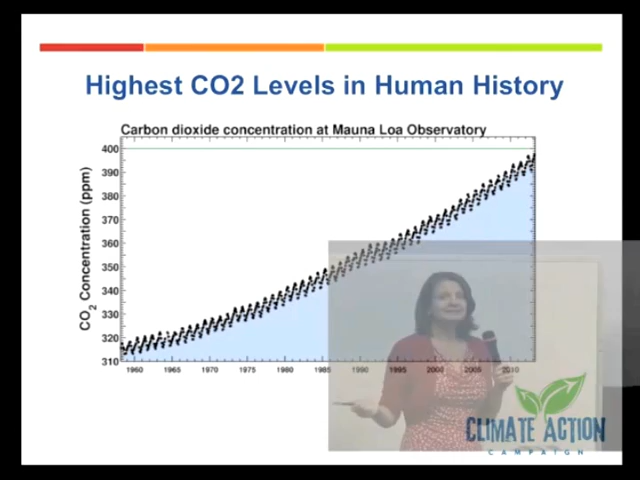 Highest CO2 Levels in Human History
Carbon dioxide concentration at Mauna Loa Observatory
CO2 Concentration (ppm)
400
390
380
370
360
350
340
330
320
310
1960 1965 1970 1975 1980 1985 1990 1995 2000 2005 2010
CLIMATE ACTION
CAMPAIGN